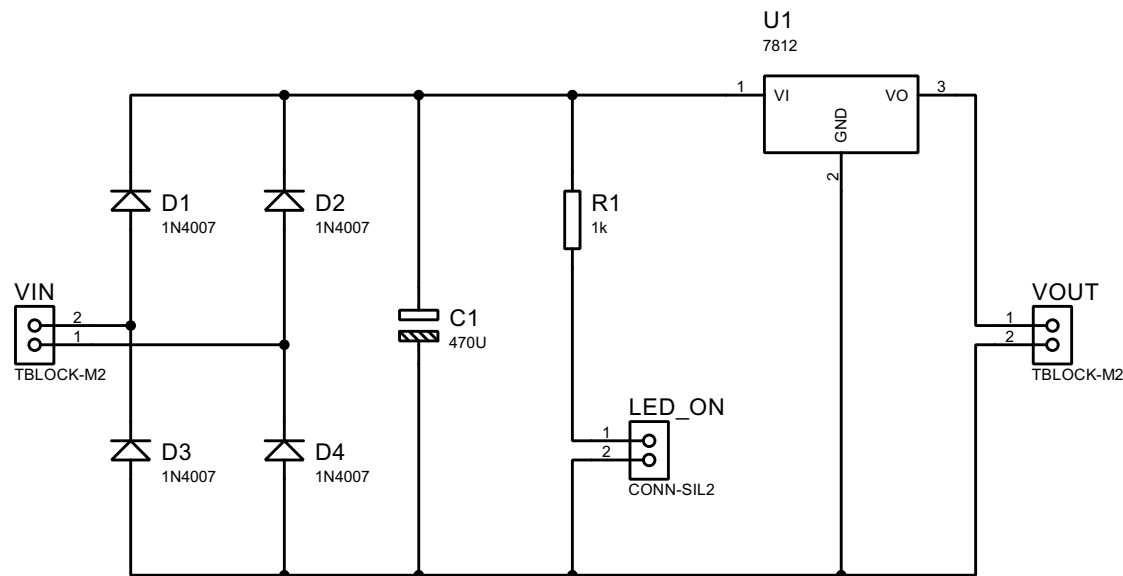 U1
7812
1
VI
VO
3
GND
2
D1
1N4007
D2
1N4007
R1
1k
VIN
2
1
TBLOCK-M2
C1
470U
VOUT
1
2
TBLOCK-M2
LED_ON
1
2
CONN-SIL2
D3
1N4007
D4
1N4007